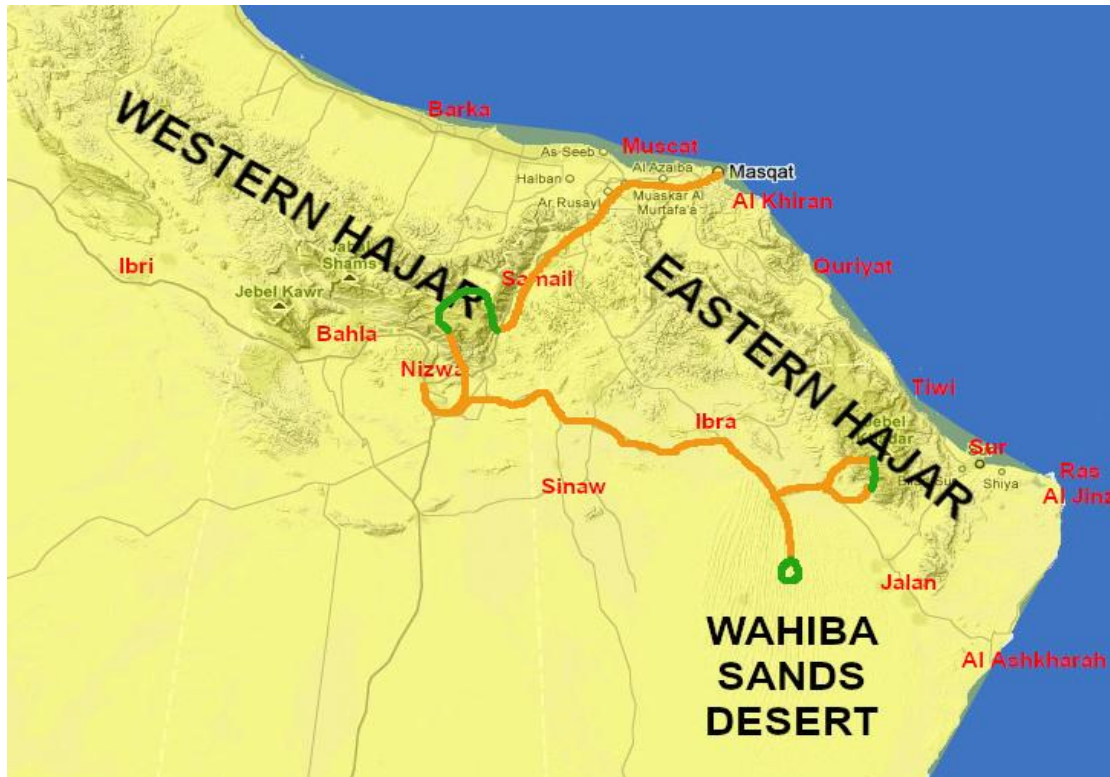 Barka
WESTERN HAJAR
Muscat
As Seeb
Al Azaiba
Masqat
Halban
Ar Rusayl
Muaskar Al
Murtafa'a
Al Khiran
Ibri
Shams
Samail
Quriyat
EASTERN HAJAR
Jebel Kawr
Bahla
Nizwa
Tiwi
Jebel
Ibra
Sur
Ras
Al Jinz
Shiya
Sinaw
Jalan
WAHIBA
SANDS
DESERT
Al Ashkharah